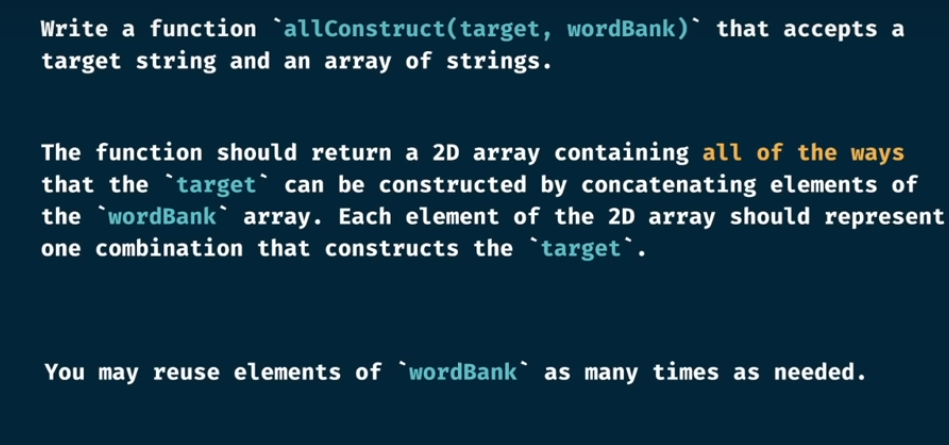 Write a function `allConstruct(target, wordBank)` that accepts a
target string and an array of strings.
The function should return a 2D array containing all of the ways
that the `target` can be constructed by concatenating elements of
the `wordBank` array. Each element of the 2D array should represent
one combination that constructs the `target`.
You may reuse elements of `wordBank` as many times as needed.